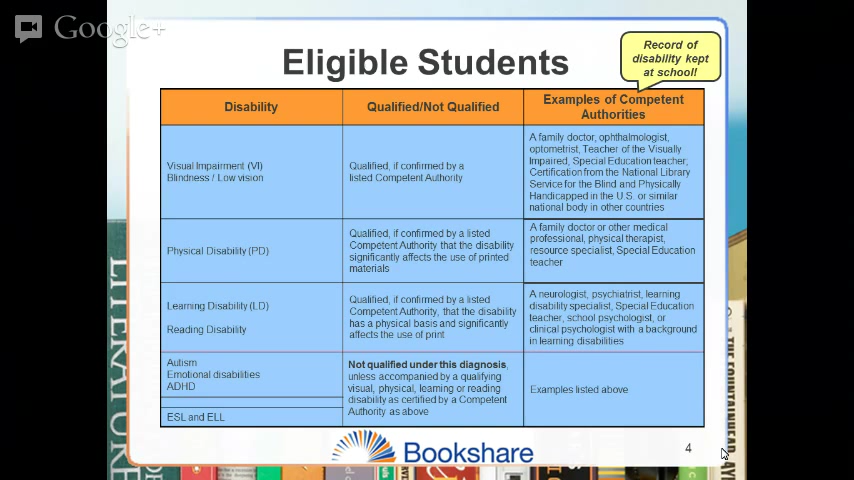 Google+
Record of
disability kept
at school!
Eligible Students
Disability
Qualified/Not Qualified
Examples of Competent
Authorities
Visual Impairment (VI)
Blindness / Low vision
Qualified, if confirmed by a
listed Competent Authority
A family doctor, ophthalmologist,
optometrist, Teacher of the Visually
Impaired, Special Education teacher;
Certification from the National Library
Service for the Blind and Physically
Handicapped in the U.S. or similar
national body in other countries
Physical Disability (PD)
Qualified, if confirmed by a listed
Competent Authority that the disability
significantly affects the use of printed
materials
A family doctor or other medical
professional, physical therapist,
resource specialist, Special Education
teacher
Learning Disability (LD)
Reading Disability
Qualified, if confirmed by a listed
Competent Authority, that the disability
has a physical basis and significantly
affects the use of print
A neurologist, psychiatrist, learning
disability specialist, Special Education
teacher, school psychologist, or
clinical psychologist with a background
in learning disabilities
Autism
Emotional disabilities
ADHD
ESL and ELL
Not qualified under this diagnosis,
unless accompanied by a qualifying
visual, physical, learning or reading
disability as certified by a Competent
Authority as above
Examples listed above
Bookshare
4
LITERATURE
THE FOUNTAINHEAD